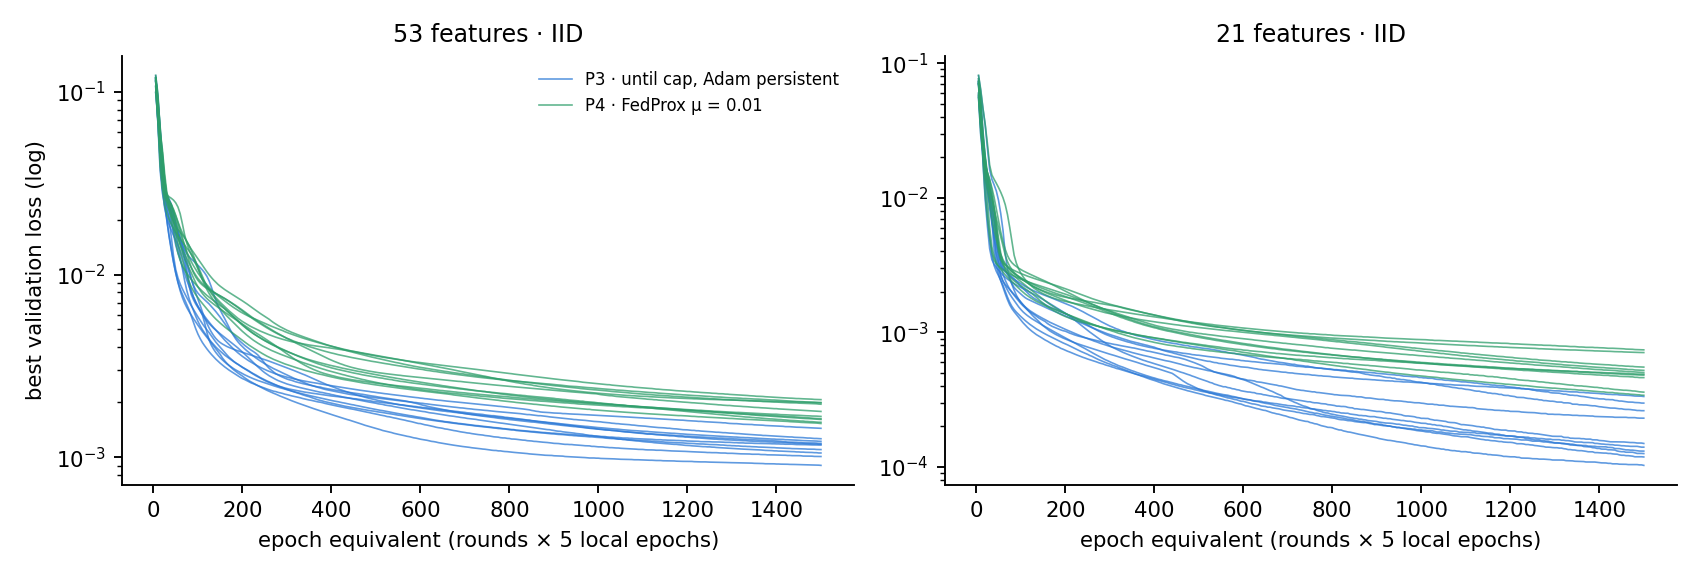 53 features · IID
P3 · until cap, Adam persistent
P4 · FedProx μ = 0.01
best validation loss (log)
10⁻¹
10⁻²
10⁻³
0 200 400 600 800 1000 1200 1400
epoch equivalent (rounds × 5 local epochs)
21 features · IID
10⁻¹
10⁻²
10⁻³
10⁻⁴
0 200 400 600 800 1000 1200 1400
epoch equivalent (rounds × 5 local epochs)